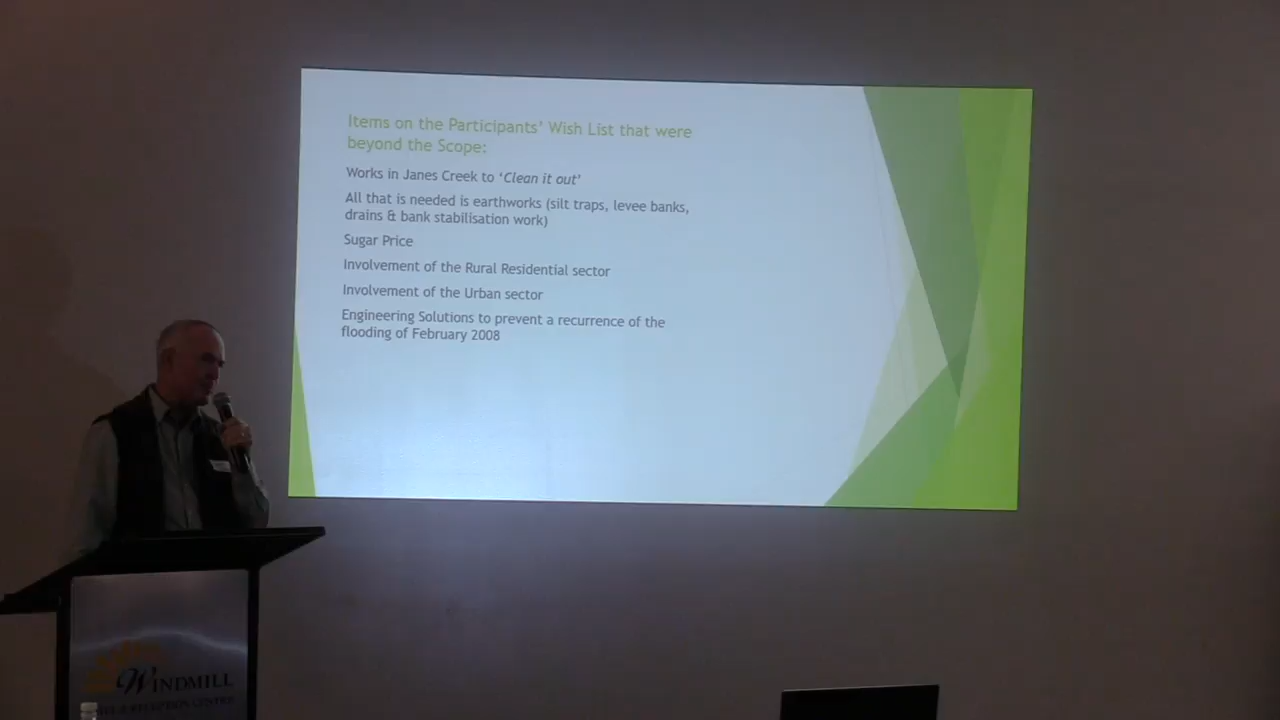 Items on the Participants’ Wish List that were
beyond the Scope:
Works in Janes Creek to ‘Clean it out’
All that is needed is earthworks (silt traps, levee banks,
drains & bank stabilisation work)
Sugar Price
Involvement of the Rural Residential sector
Involvement of the Urban sector
Engineering Solutions to prevent a recurrence of the
flooding of February 2008
WINDMILL
& RECEPTION CENTRE